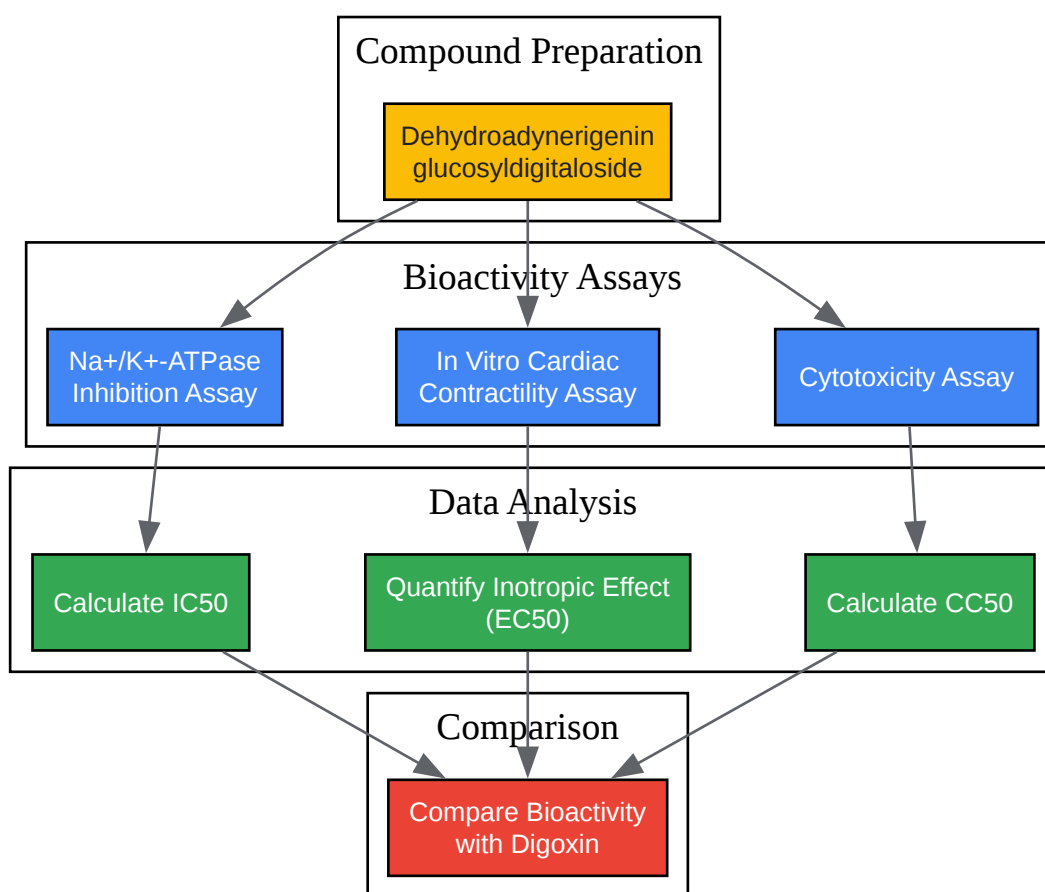 Compound Preparation
Dehydroadynerigenin
glucosyldigitaloside
Bioactivity Assays
Na+/K+-ATPase
Inhibition Assay
In Vitro Cardiac
Contractility Assay
Cytotoxicity Assay
Data Analysis
Calculate IC50
Quantify Inotropic Effect
(EC50)
Calculate CC50
Comparison
Compare Bioactivity
with Digoxin